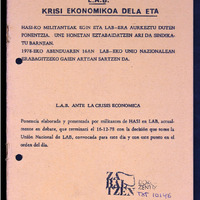 L.A.B.
KRISI EKONOMIKOA DELA ETA
HASI-KO MILITANTEAK EGIN ETA LAB-ERA AURKEZTU DUTEN
PONENTZIA. UNE HONETAN EZTABAIDATZEN ARI DA SINDIKA-
TU BARNEAN.
1978-EKO ABENDUAREN 16AN LAB-EKO UNIO NAZIONALEAN
ERABAGITZEKO GAIEN ARTEAN SARTZEN DA.
L.A.B. ANTE LA CRISIS ECONOMICA
Ponencia elaborada y presentada por militantes de HASI en LAB, actual-
mente en debate, que terminará el 16-12-78 con la decisión que tome la
Unión Nacional de LAB, convocada para este día y con este punto en el
orden del día.